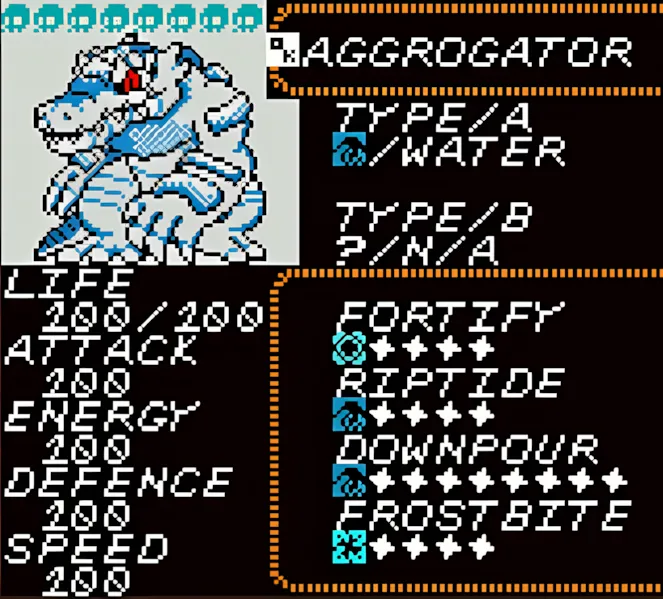 AGGROGATOR
TYPE/A
/WATER
TYPE/B
?/N/A
LIFE
100/100
ATTACK
100
ENERGY
100
DEFENCE
100
SPEED
100
FORTIFY
RIPTIDE
DOWNPOUR
FROSTBITE